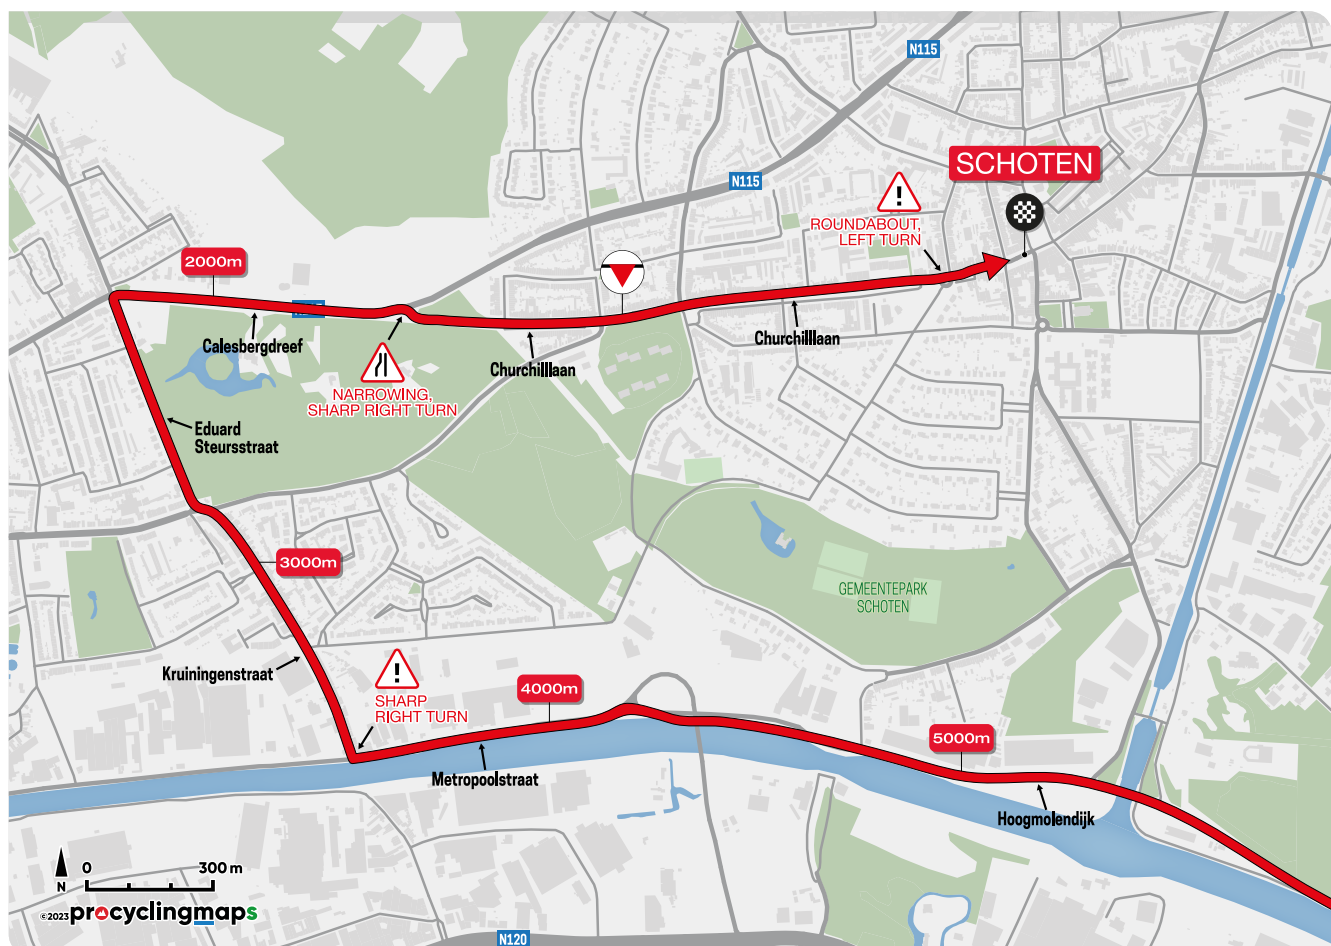 N115
SCHOTEN
N115
!
ROUNDABOUT,
LEFT TURN
2000m
Calesbergdreef
Churchilllaan
Churchilllaan
NARROWING,
SHARP RIGHT TURN
Eduard
Steursstraat
3000m
GEMEENTEPARK
SCHOTEN
Kruiningenstraat
!
SHARP
RIGHT TURN
4000m
5000m
Metropoolstraat
Hoogmolendijk
N
0 300 m
©2023 procyclingmaps
N120